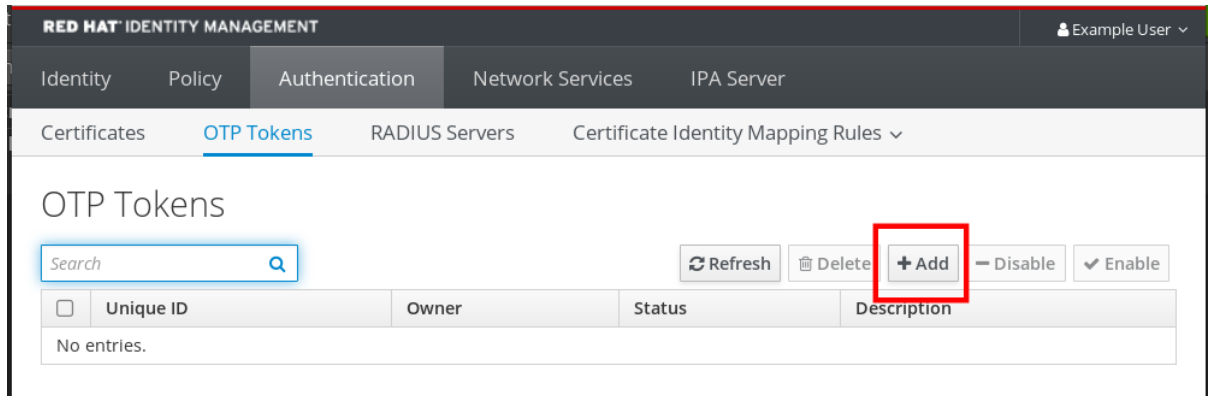 RED HAT® IDENTITY MANAGEMENT Example User
Identity Policy Authentication Network Services IPA Server
Certificates OTP Tokens RADIUS Servers Certificate Identity Mapping Rules
OTP Tokens
Search Refresh Delete Add Disable Enable
Unique ID Owner Status Description
No entries.